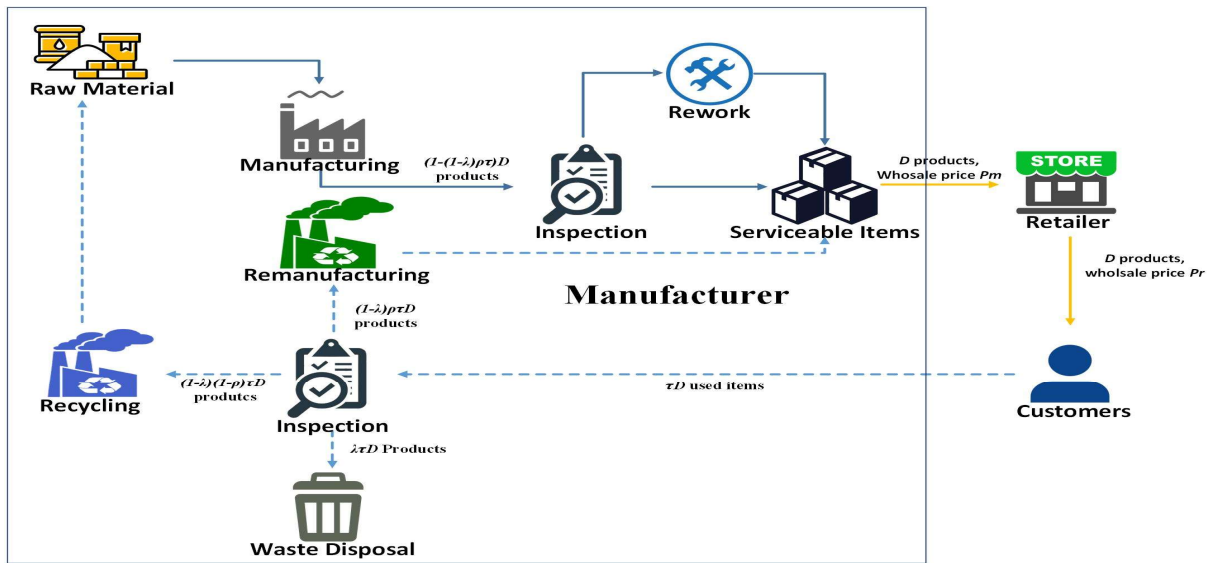 Raw Material
Manufacturing
(1-(1-λ)ρτ)D
products
Rework
Inspection
Serviceable Items
D products,
Whosale price Pm
STORE
Retailer
D products,
wholsale price Pr
Remanufacturing
Manufacturer
(1-λ)ρτD
products
Recycling
(1-λ)(1-ρ)τD
produtcs
Inspection
τD used items
Customers
λτD Products
Waste Disposal